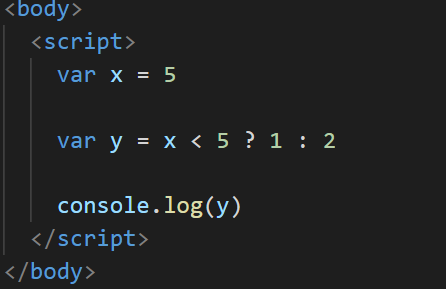 <body>
<script>
var x = 5
var y = x < 5 ? 1 : 2
console.log(y)
</script>
</body>